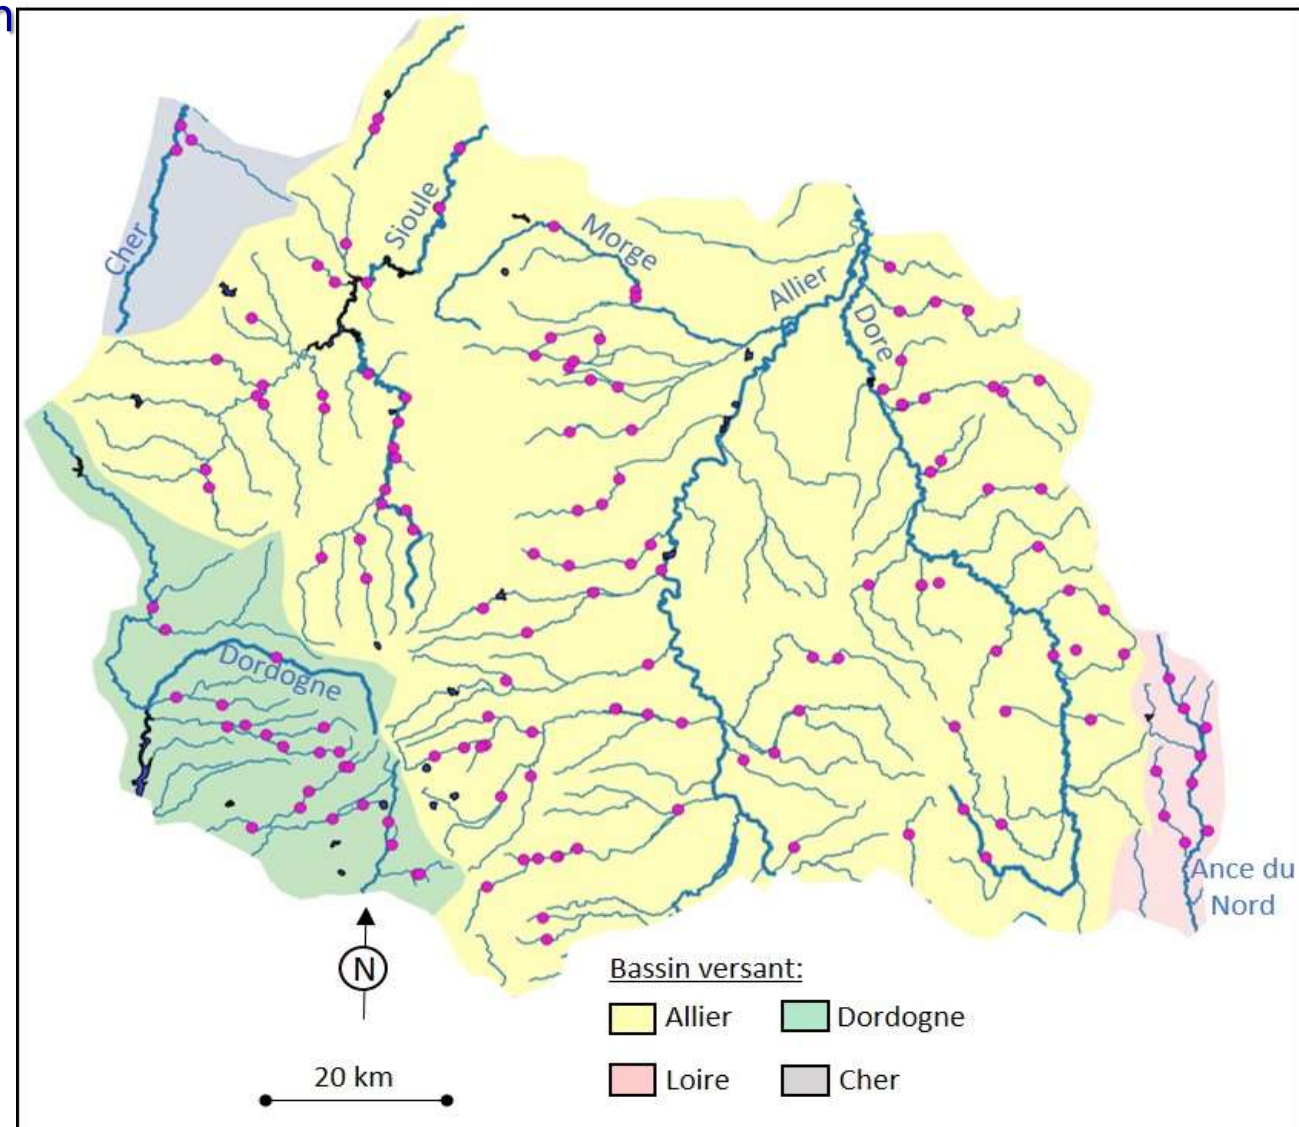 n
Cher
Sioule
Morge
Allier
Dore
Dordogne
Ance du
Nord
N
Bassin versant:
Allier
Dordogne
Loire
Cher
20 km